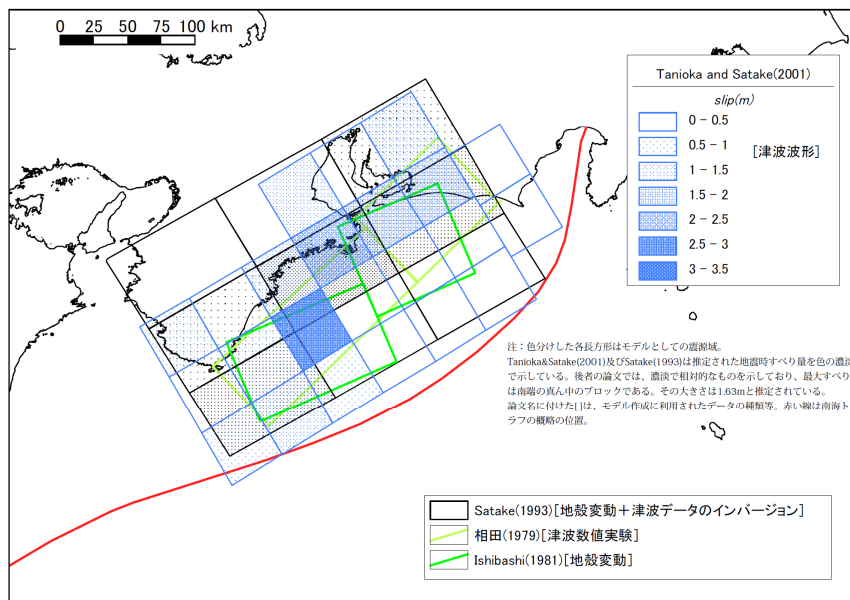 0 25 50 75 100 km
Tanioka and Satake(2001)
slip(m)
0 - 0.5
0.5 - 1
[津波波形]
1 - 1.5
1.5 - 2
2 - 2.5
2.5 - 3
3 - 3.5
注：色分けした各長方形はモデルとしての震源域。
Tanioka&Satake(2001)及びSatake(1993)は推定された地震時すべり量を色の濃淡
で示している。後者の論文では、濃淡で相対的なものを示しており、最大すべり
は南端の真ん中のブロックである。その大きさは1.63mと推定されている。
論文名に付けた[ ]は、モデル作成に利用されたデータの種類等。赤い線は南海ト
ラフの概略の位置。
Satake(1993)[地殻変動＋津波データのインバージョン]
相田(1979)[津波数値実験]
Ishibashi(1981)[地殻変動]